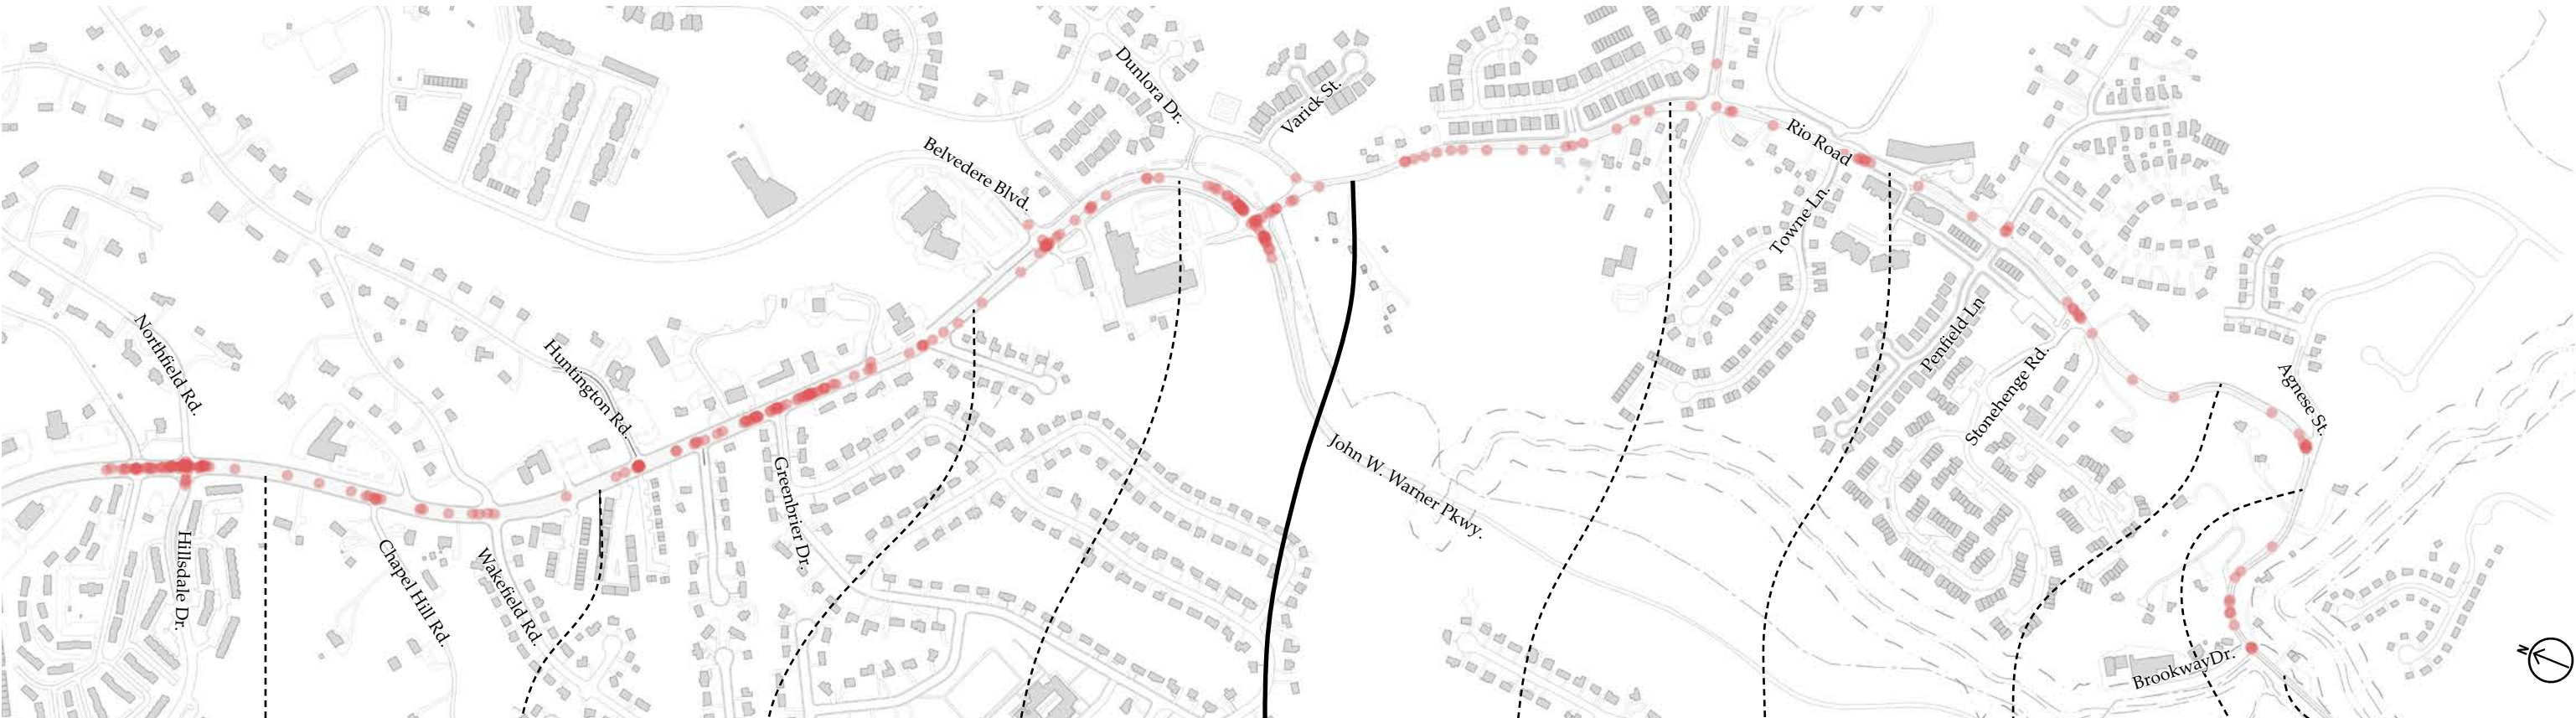 Northfield Rd.
Hillsdale Dr.
Chapel Hill Rd.
Wakefield Rd.
Huntington Rd.
Greenbrier Dr.
Belvedere Blvd.
Dunlora Dr.
Varick St.
John W. Warner Pkwy.
Rio Road
Towne Ln.
Penfield Ln
Stonehenge Rd.
Agnese St.
BrookwayDr.
N